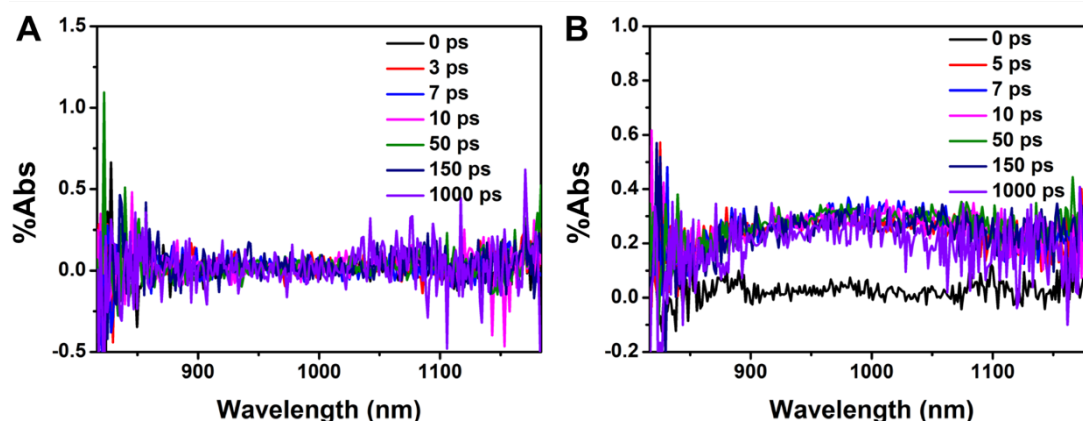 A
%Abs
1.5
1.0
0.5
0.0
-0.5
0 ps
3 ps
7 ps
10 ps
50 ps
150 ps
1000 ps
900
1000
1100
Wavelength (nm)
B
%Abs
1.0
0.8
0.6
0.4
0.2
0.0
-0.2
0 ps
5 ps
7 ps
10 ps
50 ps
150 ps
1000 ps
900
1000
1100
Wavelength (nm)